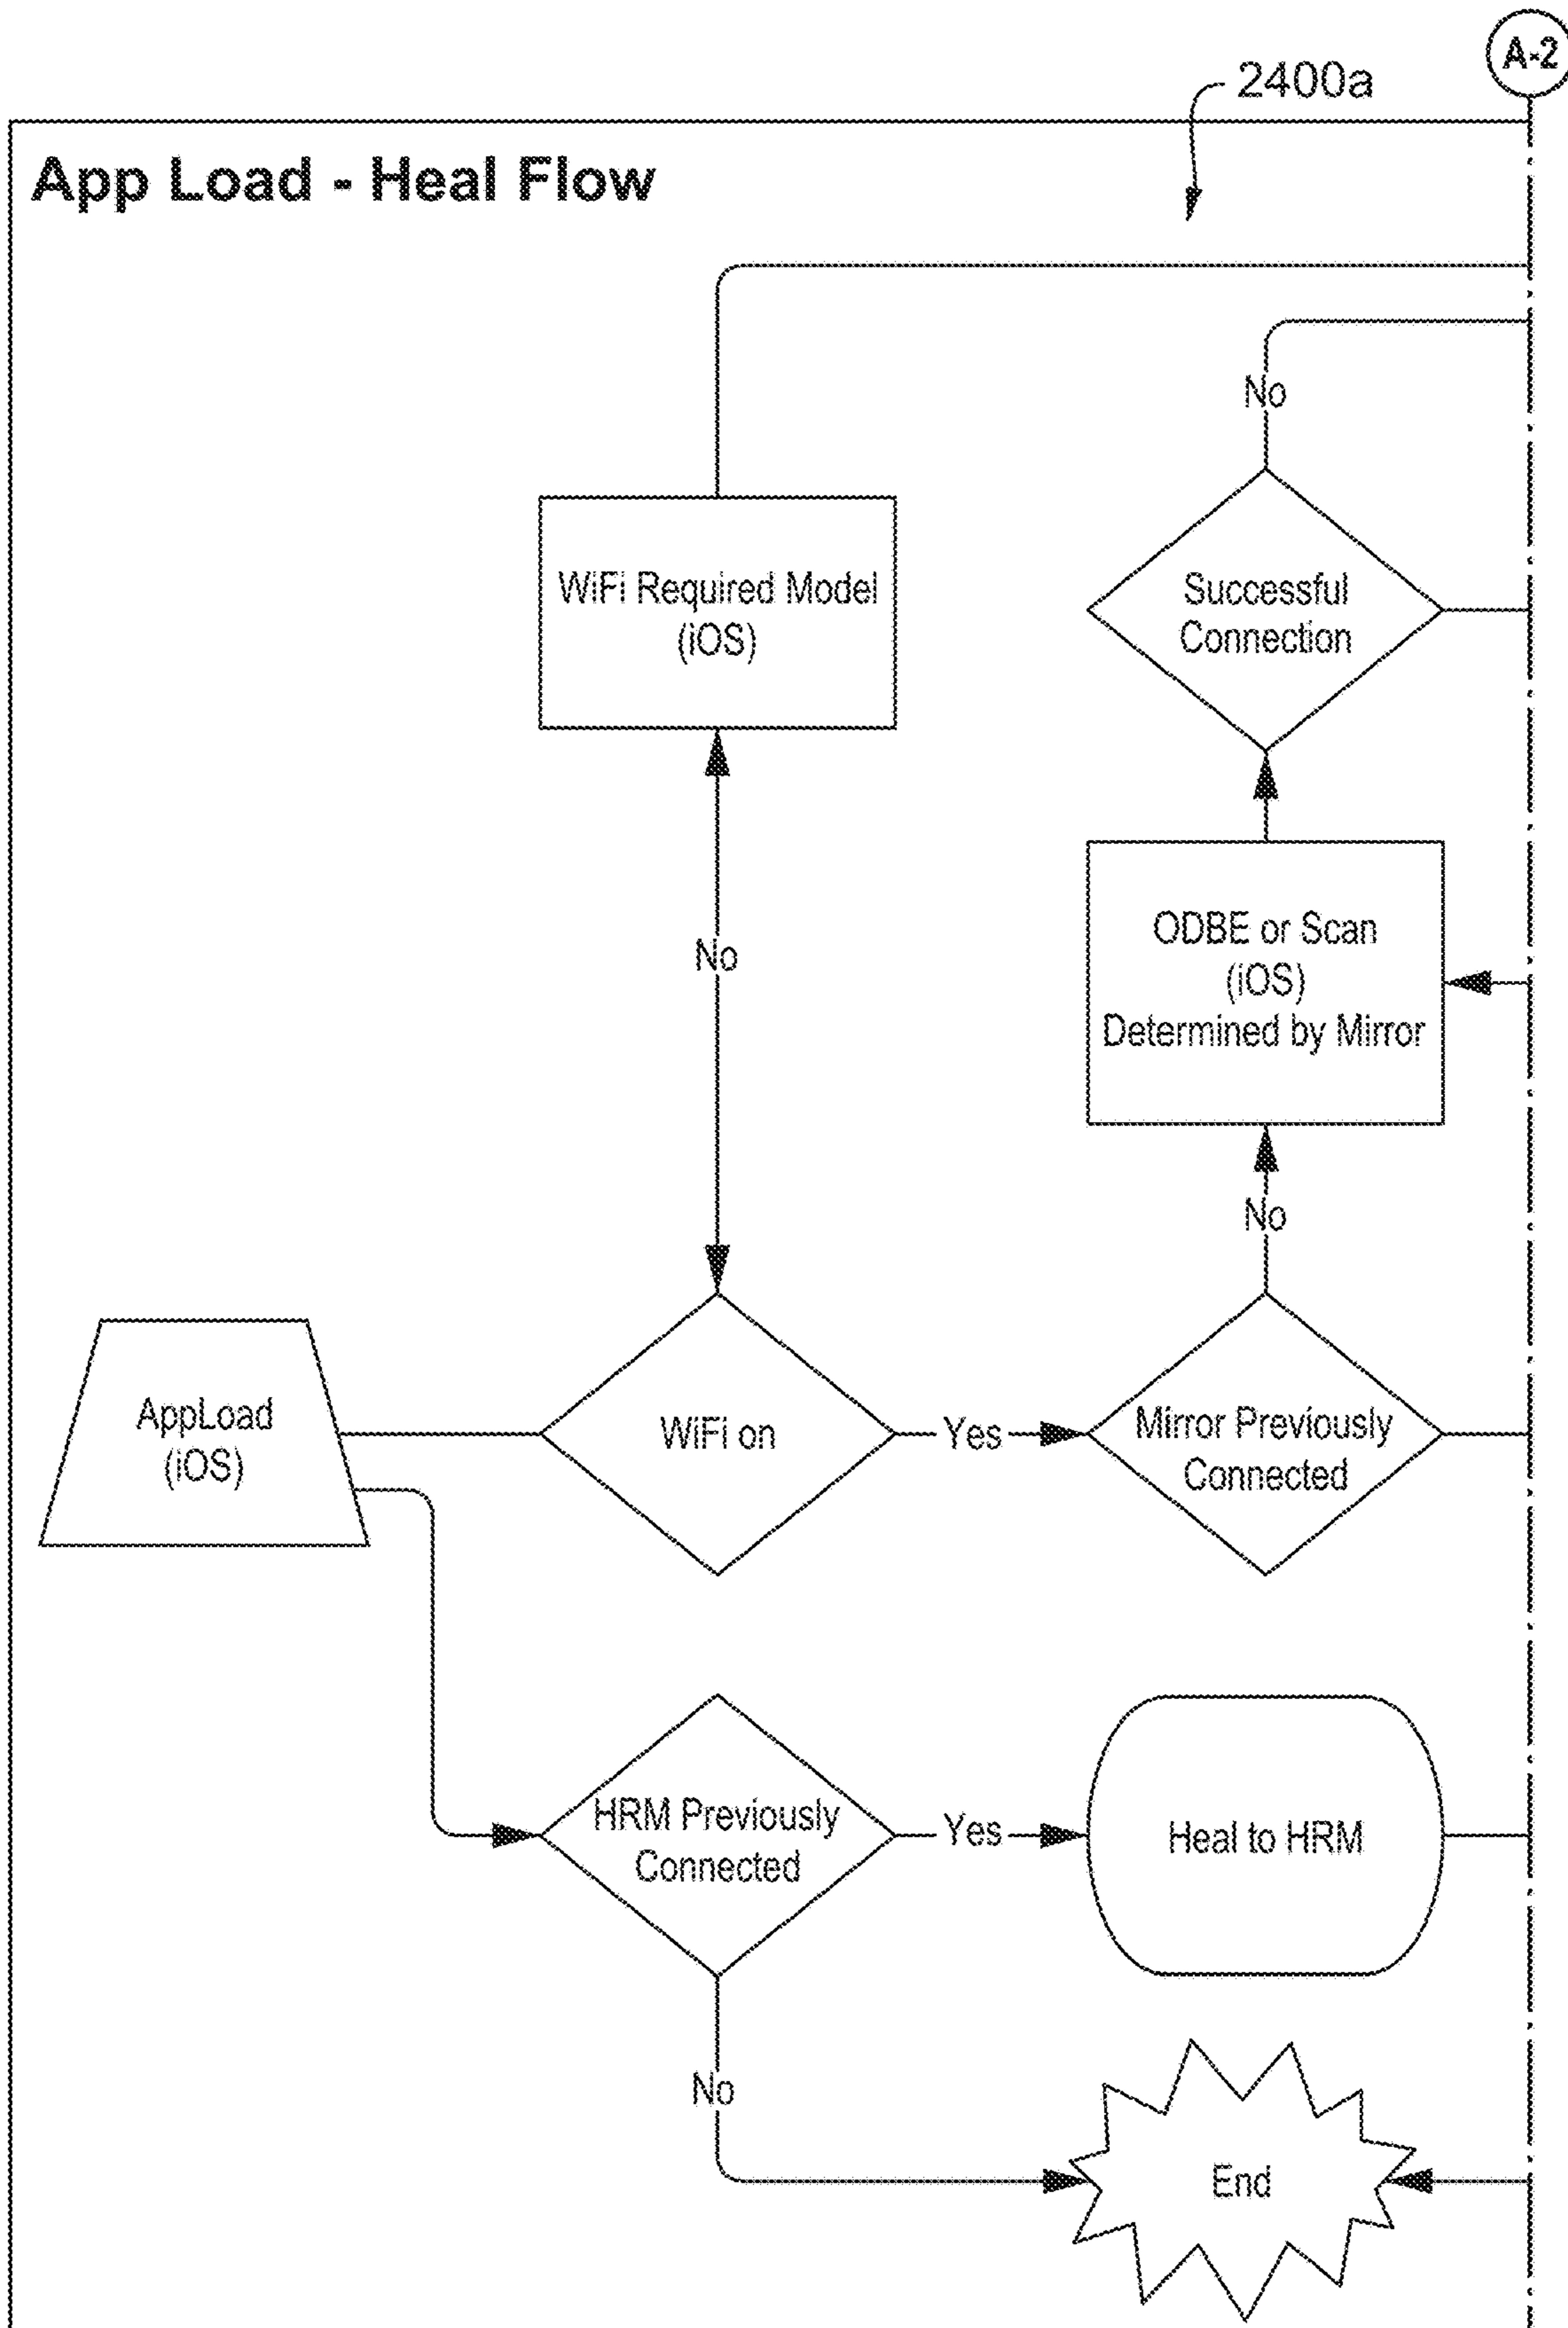 A-2
2400a
App Load - Heal Flow
No
WiFi Required Model
(iOS)
Successful
Connection
No
ODBE or Scan
(iOS)
Determined by Mirror
No
AppLoad
(iOS)
WiFi on
Yes
Mirror Previously
Connected
HRM Previously
Connected
Yes
Heal to HRM
No
End